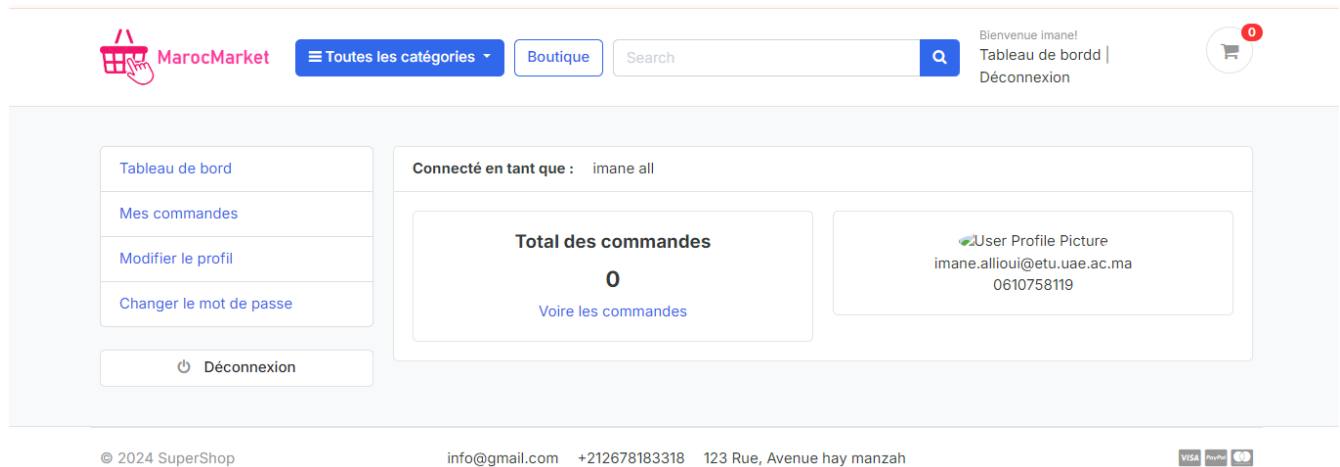 MarocMarket
Toutes les catégories
Boutique
Search
Bienvenue imane!
Tableau de bordd |
Déconnexion
0
Tableau de bord
Mes commandes
Modifier le profil
Changer le mot de passe
Déconnexion
Connecté en tant que : imane all
Total des commandes
0
Voire les commandes
User Profile Picture
imane.allioui@etu.uae.ac.ma
0610758119
© 2024 SuperShop
info@gmail.com +212678183318 123 Rue, Avenue hay manzah
VISA PayPal